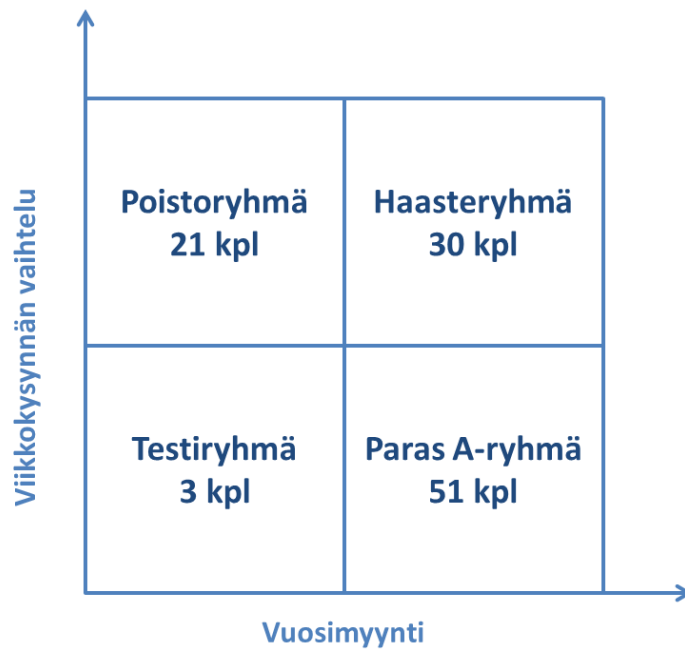 Viikkokysynnän vaihtelu
Poistoryhmä
21 kpl
Haasteryhmä
30 kpl
Testiryhmä
3 kpl
Paras A-ryhmä
51 kpl
Vuosimyynti